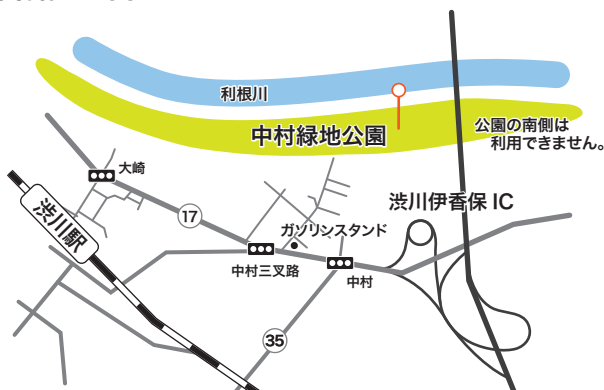 利根川
中村緑地公園
公園の南側は
利用できません。
大崎
渋川駅
17
ガソリンスタンド
渋川伊香保 IC
中村三叉路
中村
35